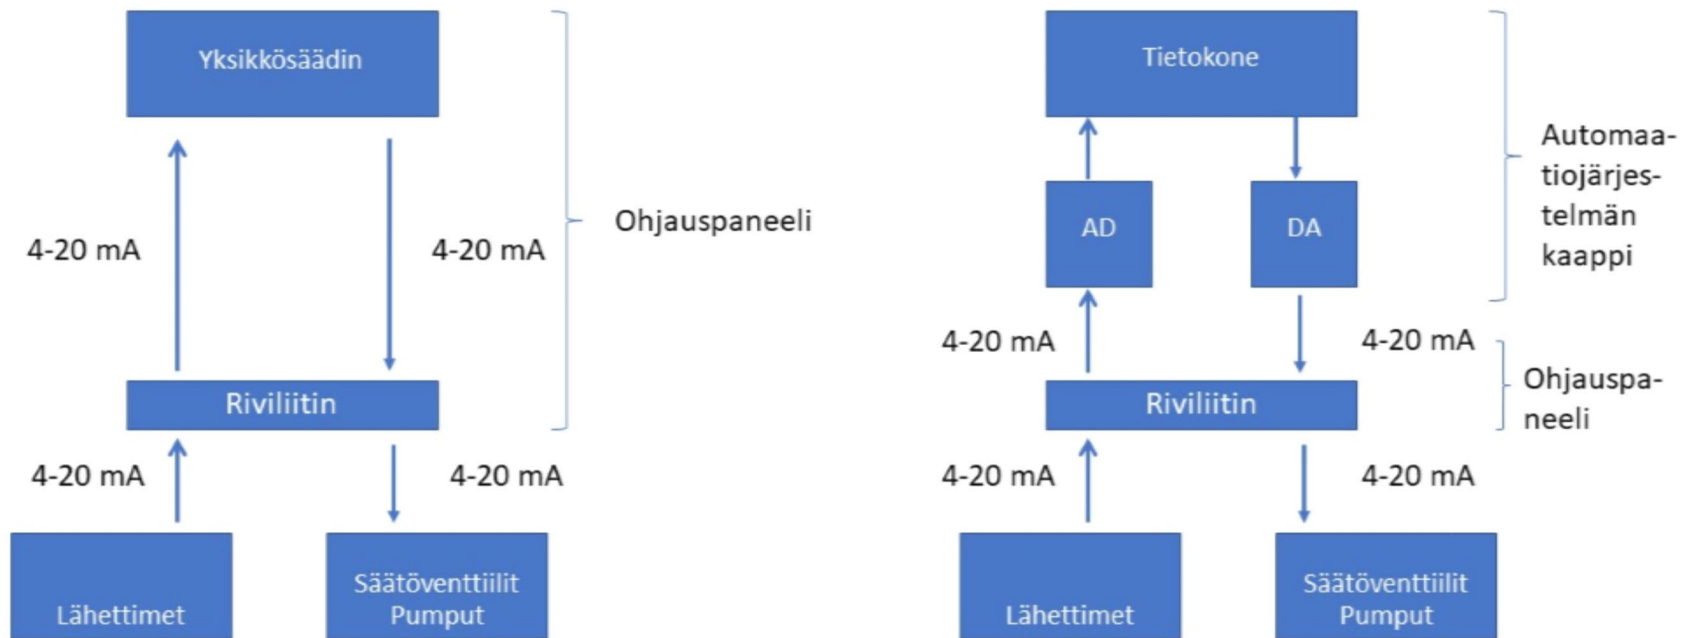 Yksikkösäädin
4-20 mA
4-20 mA
Ohjauspaneeli
Riviliitin
4-20 mA
4-20 mA
Lähettimet
Säätöventtiilit
Pumput
Tietokone
Automaa-
tiojärjes-
telmän
kaappi
AD
DA
4-20 mA
4-20 mA
Ohjauspa-
neeli
Riviliitin
4-20 mA
4-20 mA
Lähettimet
Säätöventtiilit
Pumput